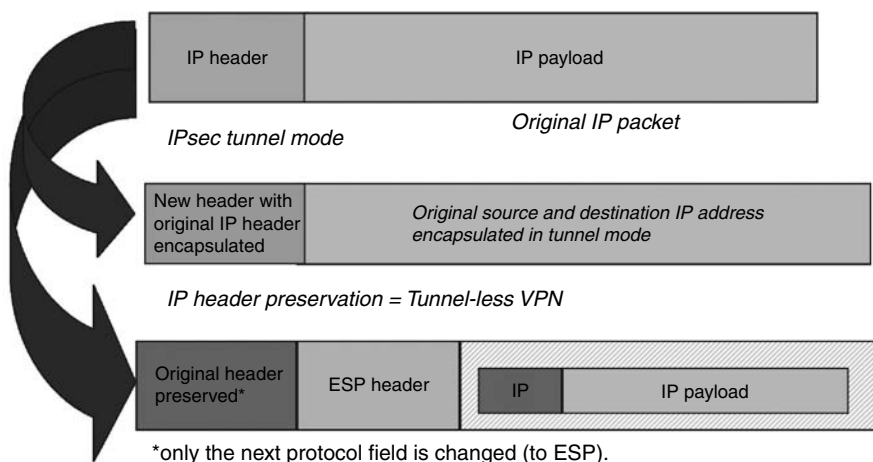 IP header
IP payload
IPsec tunnel mode
Original IP packet
New header with
original IP header
encapsulated
Original source and destination IP address
encapsulated in tunnel mode
IP header preservation = Tunnel-less VPN
Original header
preserved*
ESP header
IP
IP payload
*only the next protocol field is changed (to ESP).